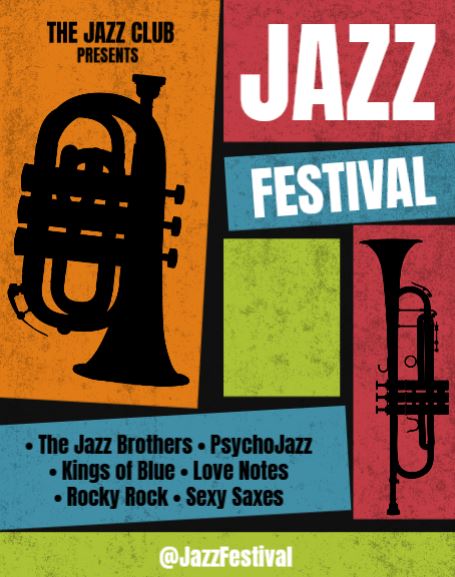 THE JAZZ CLUB
PRESENTS
JAZZ
FESTIVAL
• The Jazz Brothers • PsychoJazz
• Kings of Blue • Love Notes
• Rocky Rock • Sexy Saxes
@JazzFestival